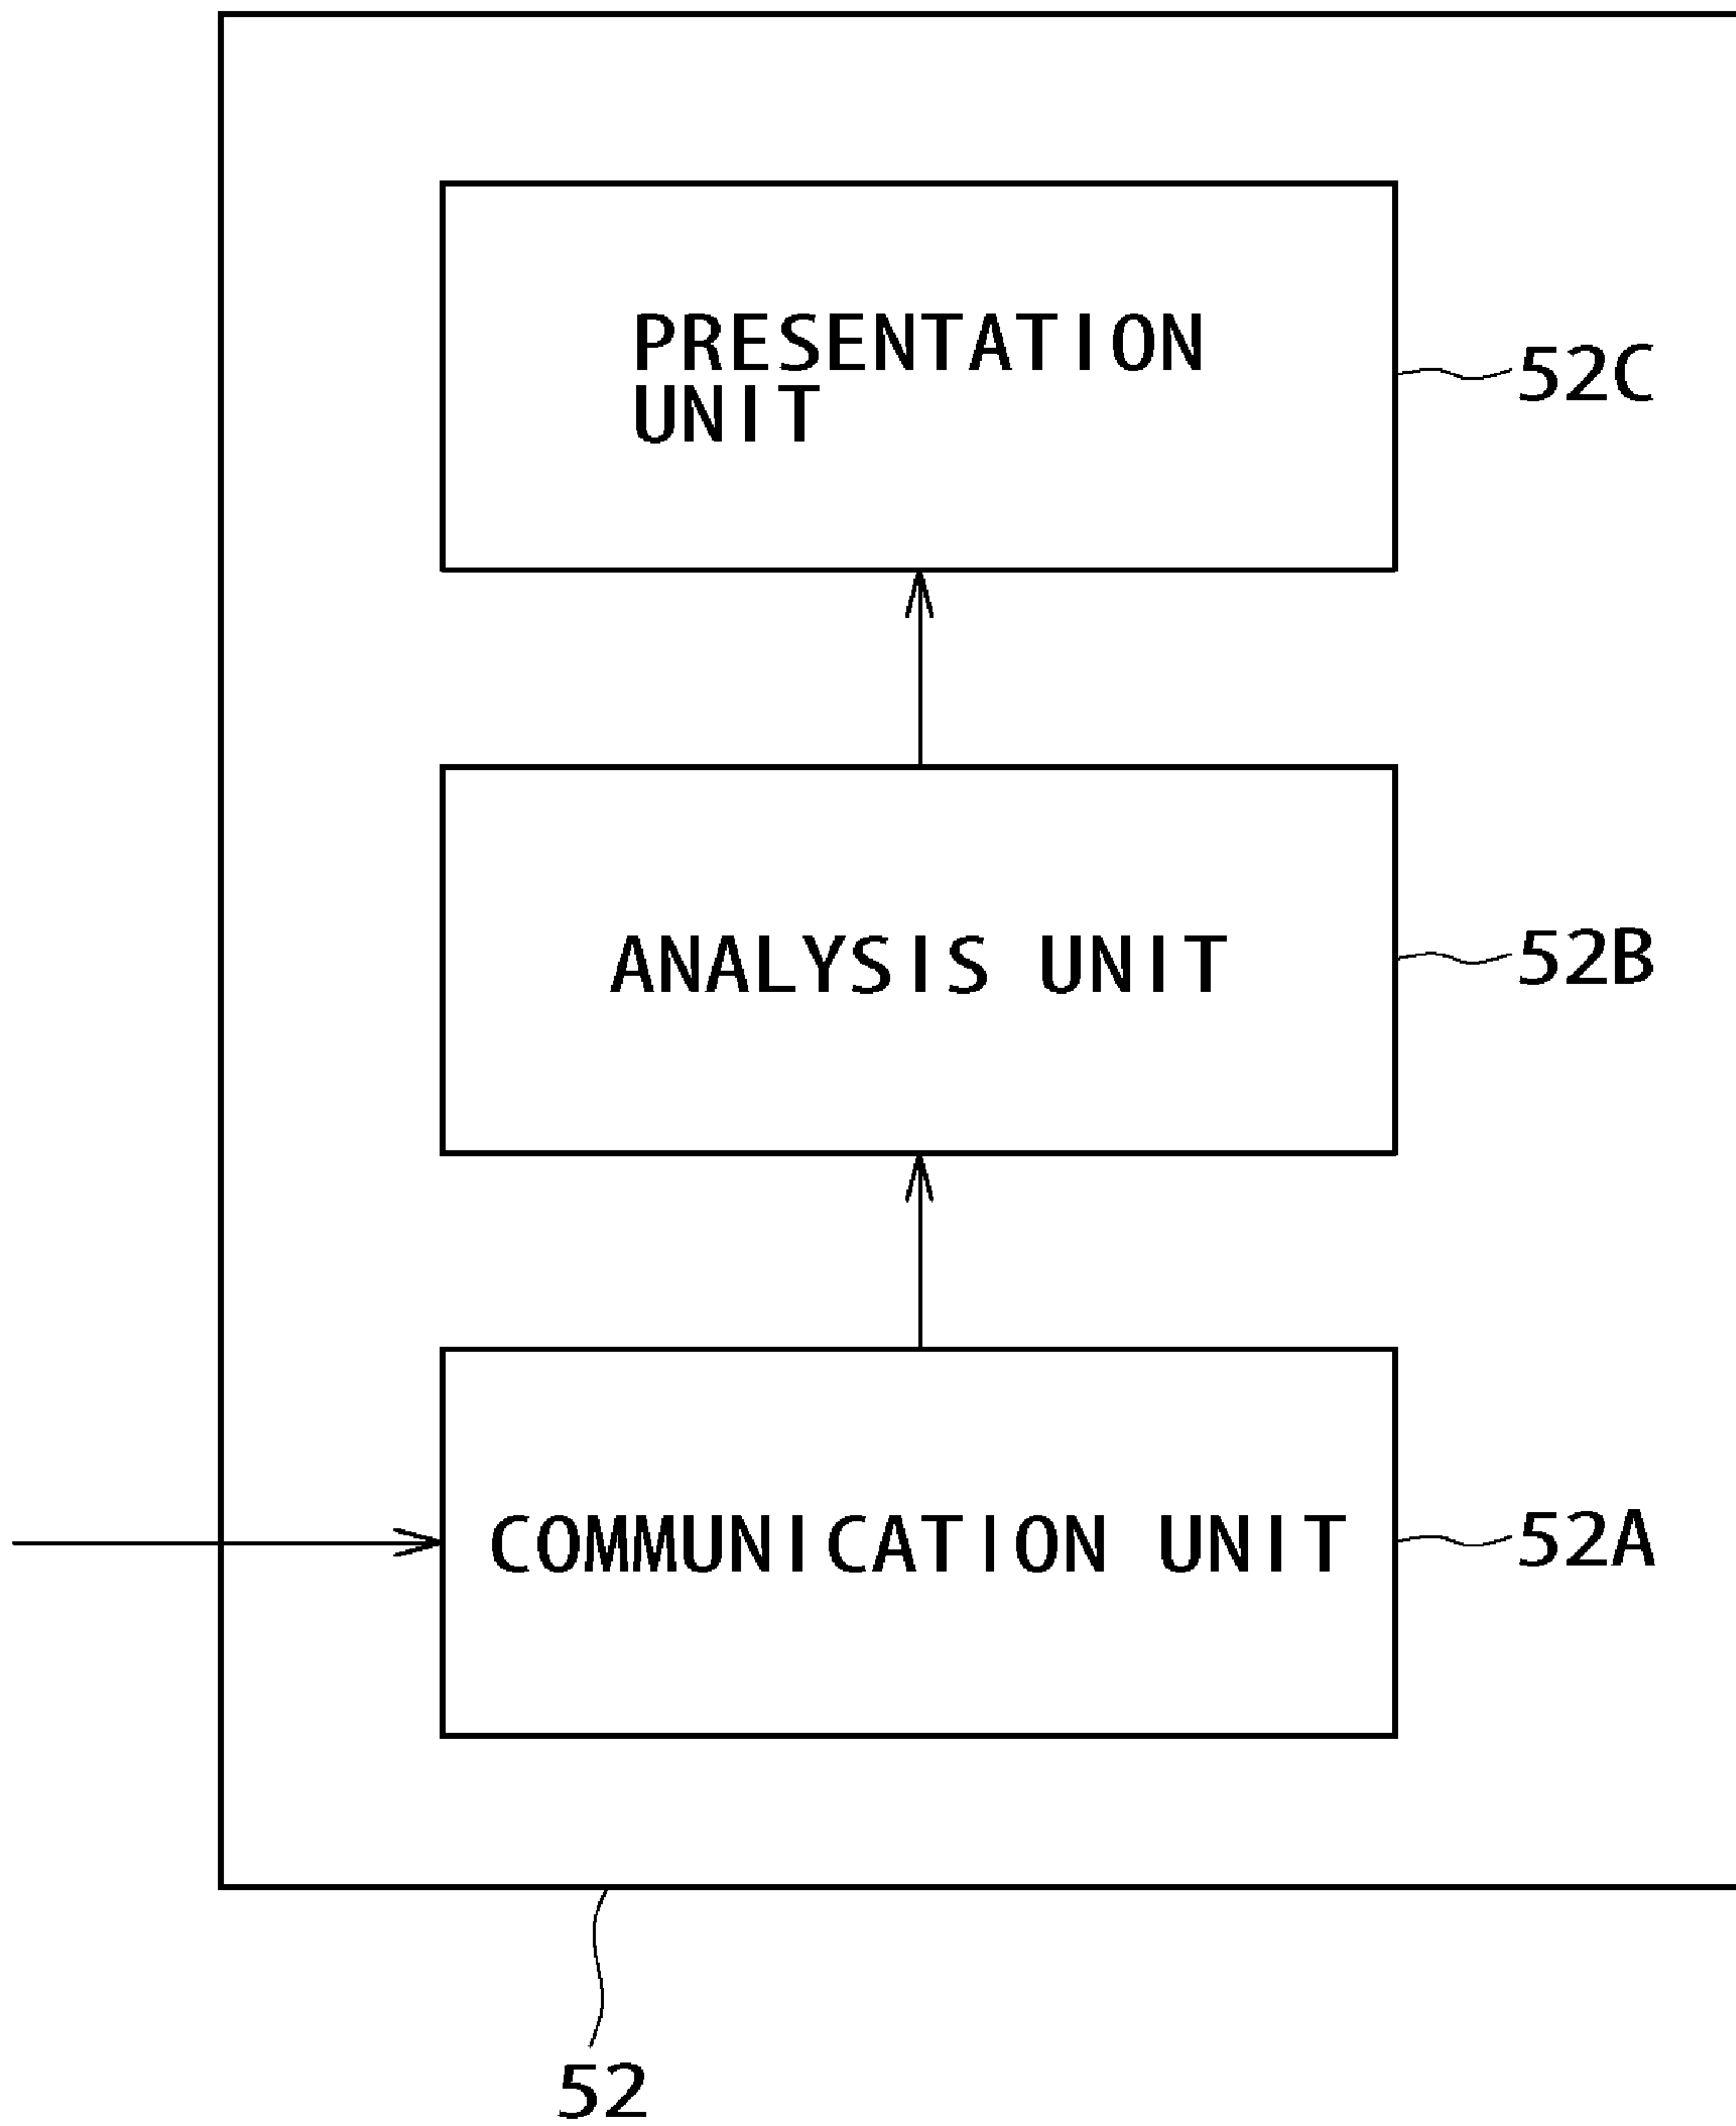 PRESENTATION
UNIT
52C
ANALYSIS UNIT
52B
COMMUNICATION UNIT
52A
52